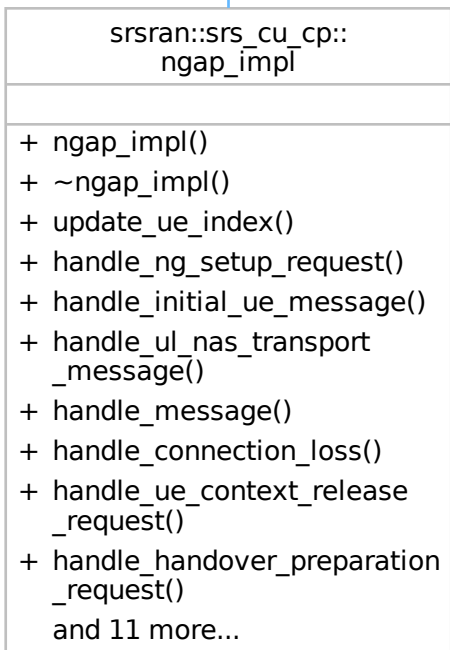 srsran::srs_cu_cp::
ngap_impl
+ ngap_impl()
+ ~ngap_impl()
+ update_ue_index()
+ handle_ng_setup_request()
+ handle_initial_ue_message()
+ handle_ul_nas_transport
_message()
+ handle_message()
+ handle_connection_loss()
+ handle_ue_context_release
_request()
+ handle_handover_preparation
_request()
and 11 more...